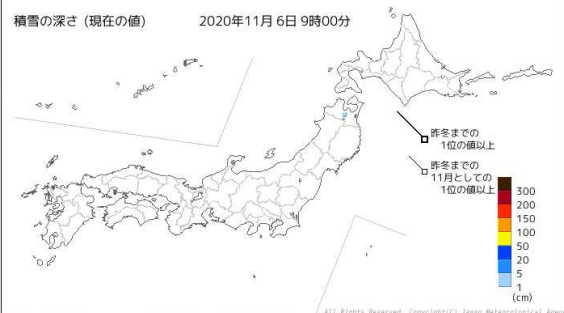 積雪の深さ (現在の値) 2020年11月 6日 9時00分
昨冬までの
1位の値以上
昨冬までの
11月としての
1位の値以上
300
200
150
100
50
20
5
1
(cm)
All Rights Reserved. Copyright(C) Japan Meteorological Agency